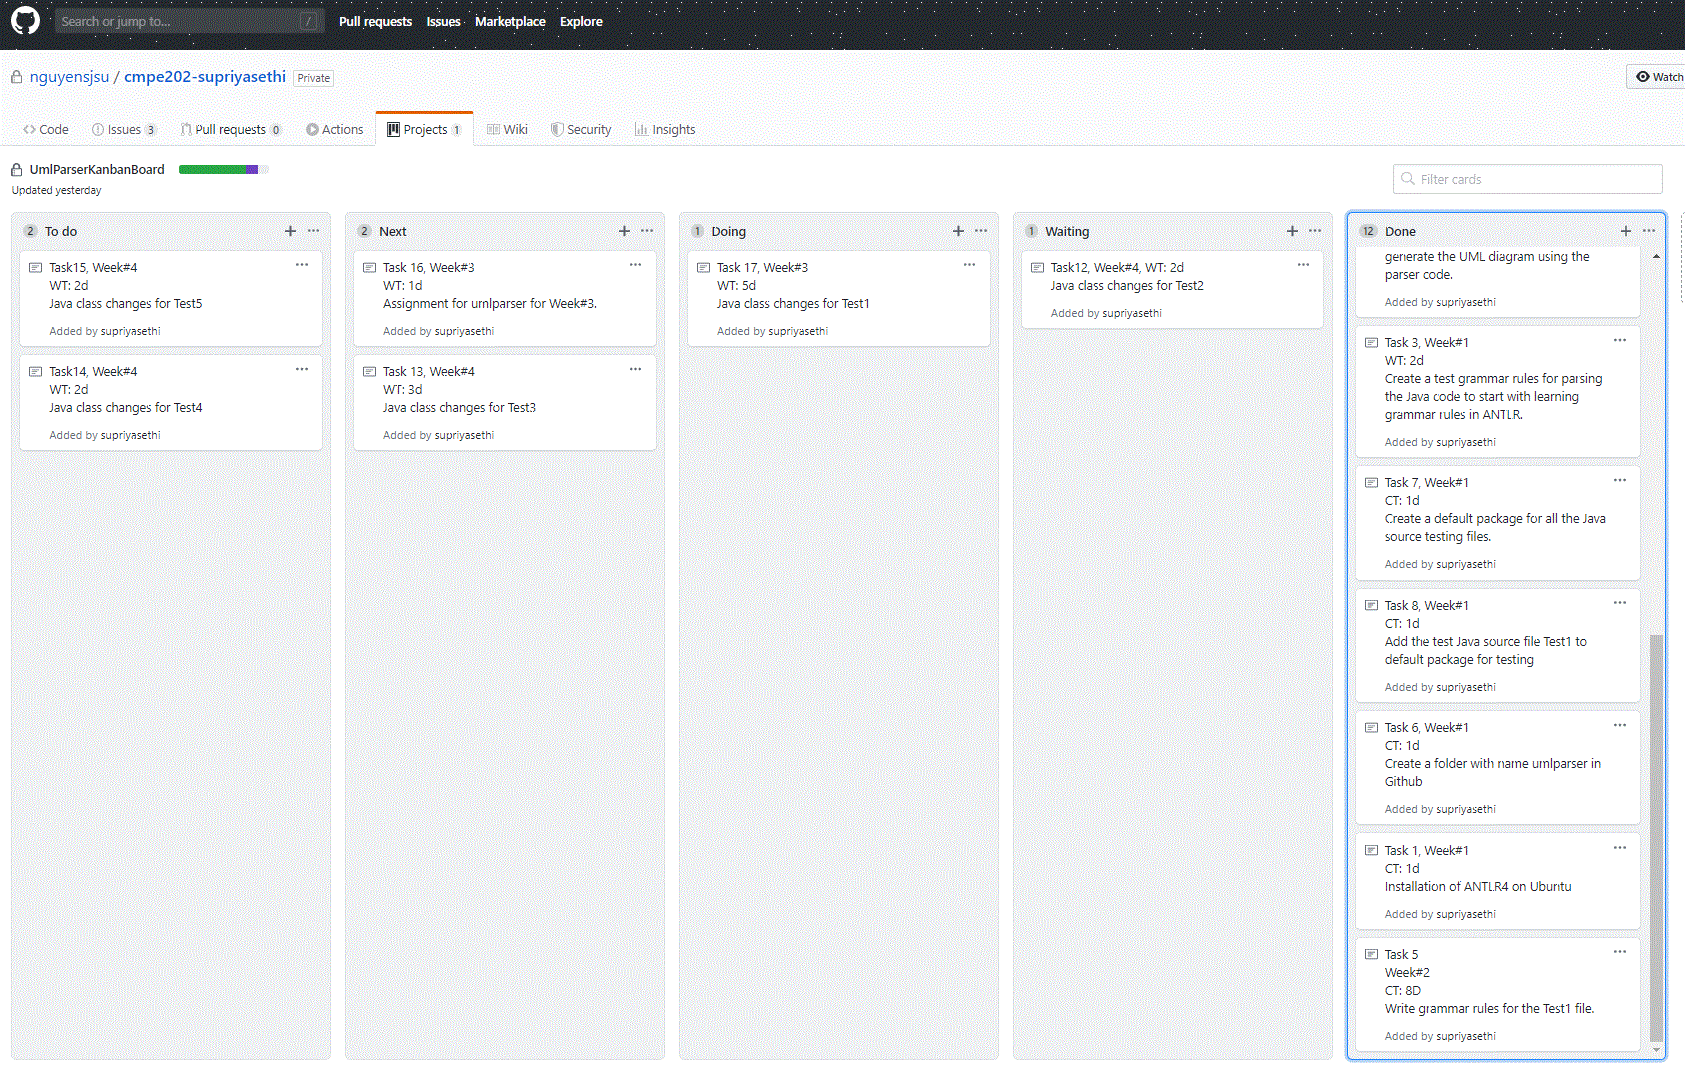 Search or jump to...
/
Pull requests
Issues
Marketplace
Explore
nguyensjsu / cmpe202-supriyasethi
Private
Watch
Code
Issues 3
Pull requests 0
Actions
Projects 1
Wiki
Security
Insights
UmlParserKanbanBoard
Updated yesterday
Filter cards
2 To do
Task15, Week#4
WT: 2d
Java class changes for Test5
Added by supriyasethi
Task14, Week#4
WT: 2d
Java class changes for Test4
Added by supriyasethi
2 Next
Task 16, Week#3
WT: 1d
Assignment for umlparser for Week#3.
Added by supriyasethi
Task 13, Week#4
WT: 3d
Java class changes for Test3
Added by supriyasethi
1 Doing
Task 17, Week#3
WT: 5d
Java class changes for Test1
Added by supriyasethi
1 Waiting
Task12, Week#4, WT: 2d
Java class changes for Test2
Added by supriyasethi
12 Done
generate the UML diagram using the
parser code.
Added by supriyasethi
Task 3, Week#1
WT: 2d
Create a test grammar rules for parsing
the Java code to start with learning
grammar rules in ANTLR.
Added by supriyasethi
Task 7, Week#1
CT: 1d
Create a default package for all the Java
source testing files.
Added by supriyasethi
Task 8, Week#1
CT: 1d
Add the test Java source file Test1 to
default package for testing
Added by supriyasethi
Task 6, Week#1
CT: 1d
Create a folder with name umlparser in
Github
Added by supriyasethi
Task 1, Week#1
CT: 1d
Installation of ANTLR4 on Ubuntu
Added by supriyasethi
Task 5
Week#2
CT: 8D
Write grammar rules for the Test1 file.
Added by supriyasethi